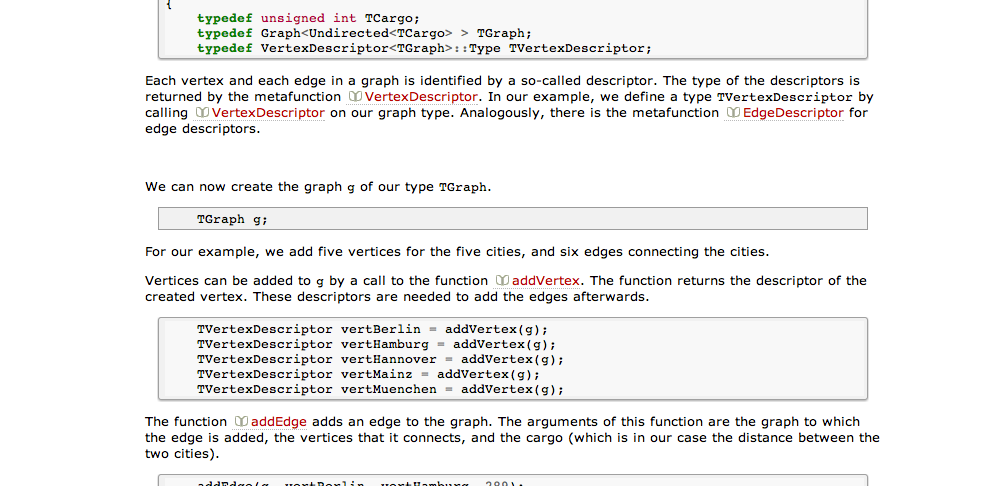 {
typedef unsigned int TCargo;
typedef Graph<Undirected<TCargo> > TGraph;
typedef VertexDescriptor<TGraph>::Type TVertexDescriptor;
Each vertex and each edge in a graph is identified by a so-called descriptor. The type of the descriptors is
returned by the metafunction VertexDescriptor. In our example, we define a type TVertexDescriptor by
calling VertexDescriptor on our graph type. Analogously, there is the metafunction EdgeDescriptor for
edge descriptors.
We can now create the graph g of our type TGraph.
TGraph g;
For our example, we add five vertices for the five cities, and six edges connecting the cities.
Vertices can be added to g by a call to the function addVertex. The function returns the descriptor of the
created vertex. These descriptors are needed to add the edges afterwards.
TVertexDescriptor vertBerlin = addVertex(g);
TVertexDescriptor vertHamburg = addVertex(g);
TVertexDescriptor vertHannover = addVertex(g);
TVertexDescriptor vertMainz = addVertex(g);
TVertexDescriptor vertMuenchen = addVertex(g);
The function addEdge adds an edge to the graph. The arguments of this function are the graph to which
the edge is added, the vertices that it connects, and the cargo (which is in our case the distance between the
two cities).
addEdge(g, vertBerlin, vertHamburg, 289);